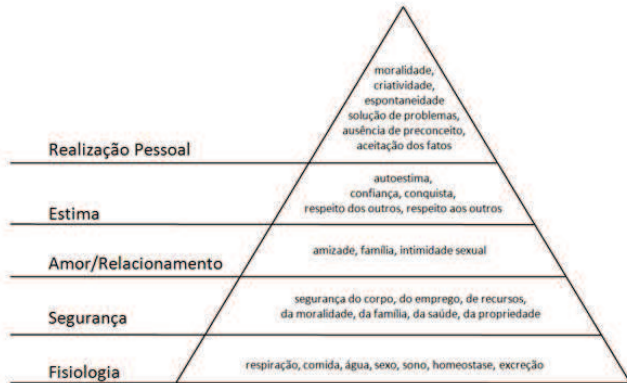 moralidade,
criatividade,
espontaneidade
solução de problemas,
ausência de preconceito,
aceitação dos fatos
Realização Pessoal
autoestima,
confiança, conquista,
respeito dos outros, respeito aos outros
Estima
amizade, família, intimidade sexual
Amor/Relacionamento
segurança do corpo, do emprego, de recursos,
da moralidade, da família, da saúde, da propriedade
Segurança
respiração, comida, água, sexo, sono, homeostase, excreção
Fisiologia